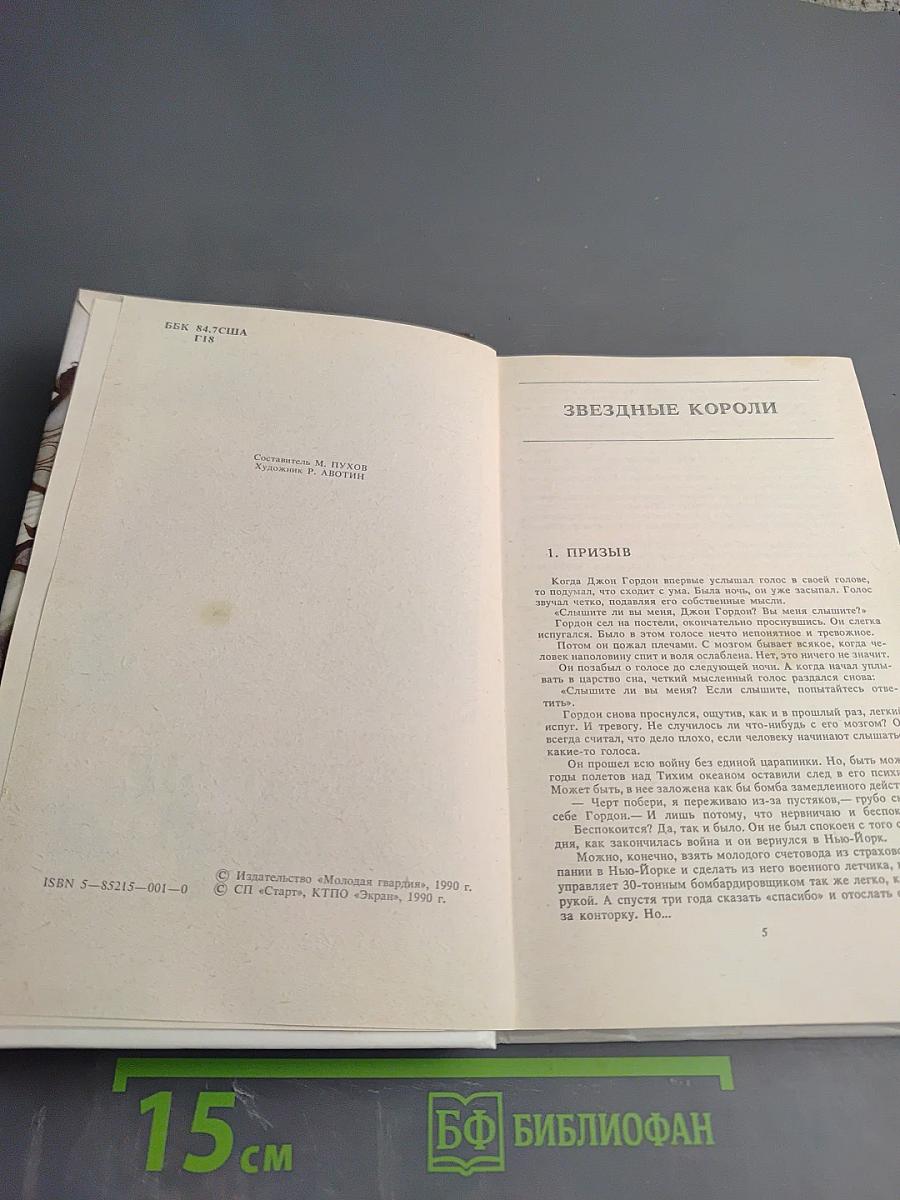 ББК 84.7США
Г18
Составитель М. ПУХОВ
Художник Р. АВОТИН
ISBN 5—85215—001—0
© Издательство «Молодая гвардия», 1990 г.
© СП «Старт», КТПО «Экран», 1990 г.
ЗВЕЗДНЫЕ КОРОЛИ
1. ПРИЗЫВ
Когда Джон Гордон впервые услышал голос в своей голове,
то подумал, что сходит с ума. Была ночь, он уже засыпал. Голос
звучал четко, подавляя его собственные мысли.
«Слышите ли вы меня, Джон Гордон? Вы меня слышите?»
Гордон сел на постели, окончательно проснувшись. Он слегка
испугался. Было в этом голосе нечто непонятное и тревожное.
Потом он пожал плечами. С мозгом бывает всякое, когда че-
ловек наполовину спит и воля ослаблена. Нет, это ничего не значит.
Он позабыл о голосе до следующей ночи. А когда начал уплы-
вать в царство сна, четкий мысленный голос раздался снова:
«Слышите ли вы меня? Если слышите, попытайтесь отве-
тить».
Гордон снова проснулся, ощутив, как и в прошлый раз, легкий
испуг. И тревогу. Не случилось ли что-нибудь с его мозгом? О
всегда считал, что дело плохо, если человеку начинают слышать
какие-то голоса.
Он прошел всю войну без единой царапинки. Но, быть мож
годы полетов над Тихим океаном оставили след в его психи
Может быть, в нее заложена как бы бомба замедленного дейст
— Черт побери, я переживаю из-за пустяков,— грубо ск
себе Гордон.— И лишь потому, что нервничаю и беспок
Беспокоится? Да, так и было. Он не был спокоен с того с
дня, как закончилась война и он вернулся в Нью-Йорк.
Можно, конечно, взять молодого счетовода из страхово
пании в Нью-Йорке и сделать из него военного летчика,
управляет 30-тонным бомбардировщиком так же легко, к
рукой. А спустя три года сказать «спасибо» и отослать
за конторку. Но...
5
15 см
БФ БИБЛИОФАН